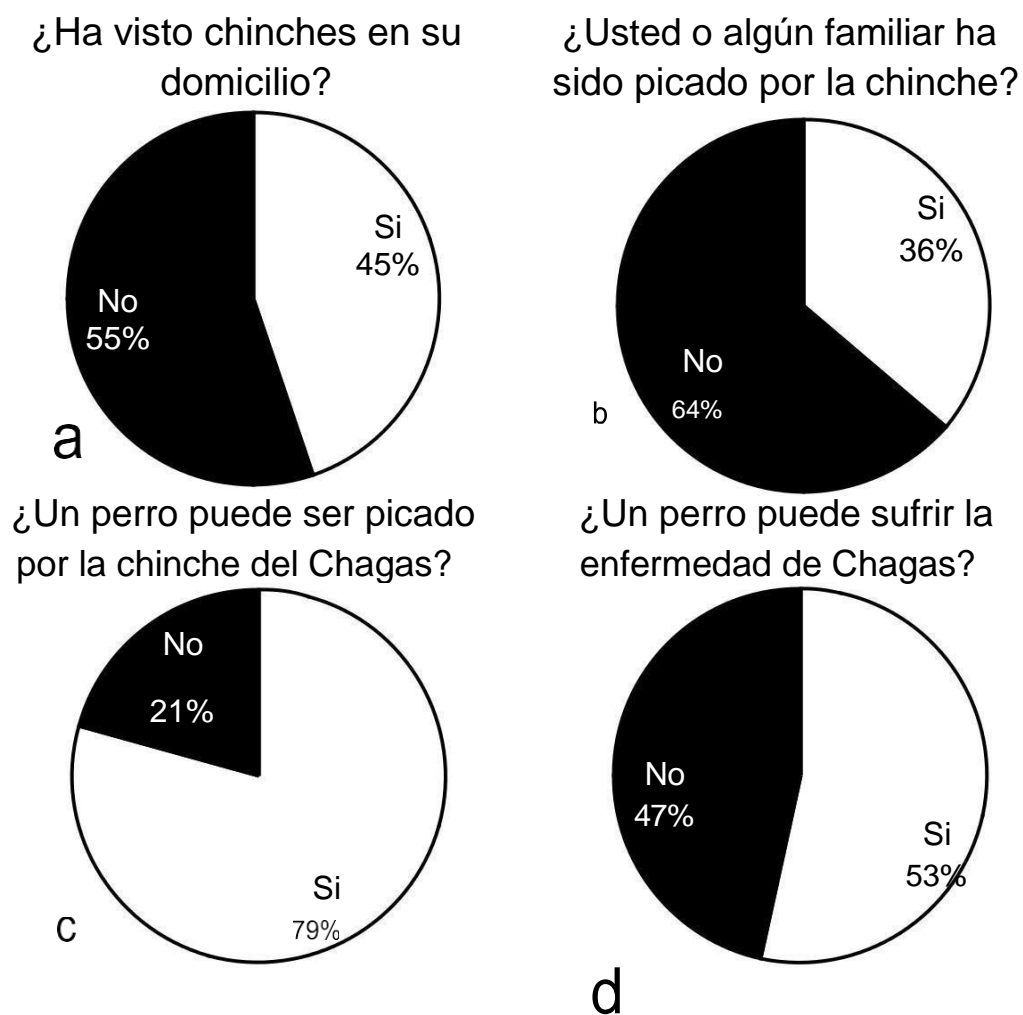 ¿Ha visto chinches en su
domicilio?
Si
45%
No
55%
a
¿Usted o algún familiar ha
sido picado por la chinche?
Si
36%
No
64%
b
¿Un perro puede ser picado
por la chinche del Chagas?
No
21%
Si
79%
c
¿Un perro puede sufrir la
enfermedad de Chagas?
No
47%
Si
53%
d